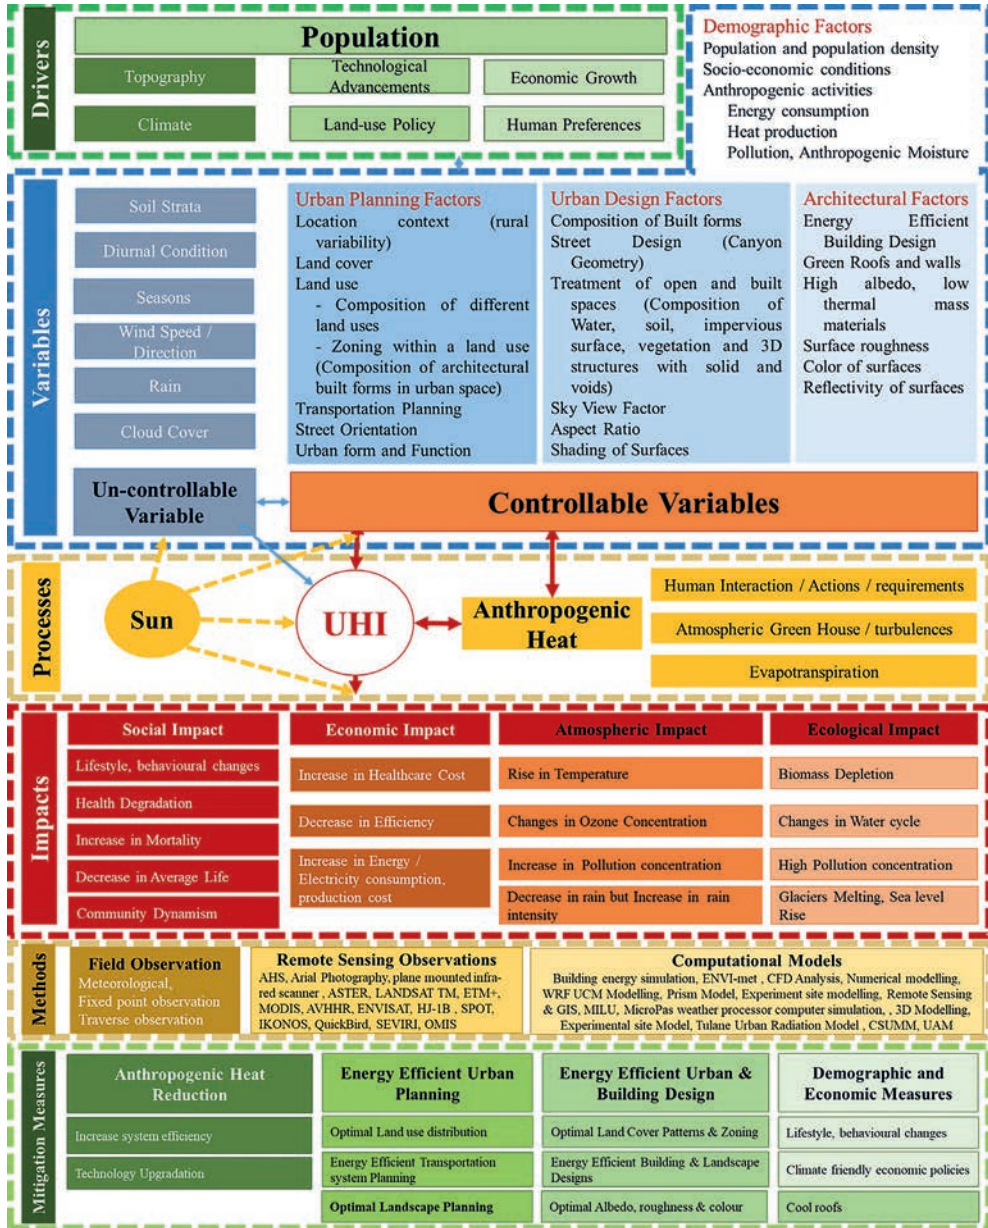 Drivers
Population
Topography
Technological
Advancements
Economic Growth
Climate
Land-use Policy
Human Preferences
Demographic Factors
Population and population density
Socio-economic conditions
Anthropogenic activities
Energy consumption
Heat production
Pollution, Anthropogenic Moisture
Variables
Soil Strata
Diurnal Condition
Seasons
Wind Speed /
Direction
Rain
Cloud Cover
Un-controllable
Variable
Urban Planning Factors
Location context (rural
variability)
Land cover
Land use
- Composition of different
land uses
- Zoning within a land use
(Composition of architectural
built forms in urban space)
Transportation Planning
Street Orientation
Urban form and Function
Urban Design Factors
Composition of Built forms
Street Design (Canyon
Geometry)
Treatment of open and built
spaces (Composition of
Water, soil, impervious
surface, vegetation and 3D
structures with solid and
voids)
Sky View Factor
Aspect Ratio
Shading of Surfaces
Architectural Factors
Energy Efficient
Building Design
Green Roofs and walls
High albedo, low
thermal mass
materials
Surface roughness
Color of surfaces
Reflectivity of surfaces
Controllable Variables
Processes
Sun
UHI
Anthropogenic
Heat
Human Interaction / Actions / requirements
Atmospheric Green House / turbulences
Evapotranspiration
Impacts
Social Impact
Lifestyle, behavioural changes
Health Degradation
Increase in Mortality
Decrease in Average Life
Community Dynamism
Economic Impact
Increase in Healthcare Cost
Decrease in Efficiency
Increase in Energy /
Electricity consumption,
production cost
Atmospheric Impact
Rise in Temperature
Changes in Ozone Concentration
Increase in Pollution concentration
Decrease in rain but Increase in rain
intensity
Ecological Impact
Biomass Depletion
Changes in Water cycle
High Pollution concentration
Glaciers Melting, Sea level
Rise
Methods
Field Observation
Meteorological,
Fixed point observation
Traverse observation
Remote Sensing Observations
AHS, Arial Photography, plane mounted infra-
red scanner , ASTER, LANDSAT TM, ETM+,
MODIS, AVHRR, ENVISAT, HJ-1B , SPOT,
IKONOS, QuickBird, SEVIRI, OMIS
Computational Models
Building energy simulation, ENVI-met , CFD Analysis, Numerical modelling,
WRF UCM Modelling, Prism Model, Experiment site modelling, Remote Sensing
& GIS, MILU, MicroPas weather processor computer simulation, , 3D Modelling,
Experimental site Model, Tulane Urban Radiation Model , CSUMM, UAM
Mitigation Measures
Anthropogenic Heat
Reduction
Increase system efficiency
Technology Upgradation
Energy Efficient Urban
Planning
Optimal Land use distribution
Energy Efficient Transportation
system Planning
Optimal Landscape Planning
Energy Efficient Urban &
Building Design
Optimal Land Cover Patterns & Zoning
Energy Efficient Building & Landscape
Designs
Optimal Albedo, roughness & colour
Demographic and
Economic Measures
Lifestyle, behavioural changes
Climate friendly economic policies
Cool roofs